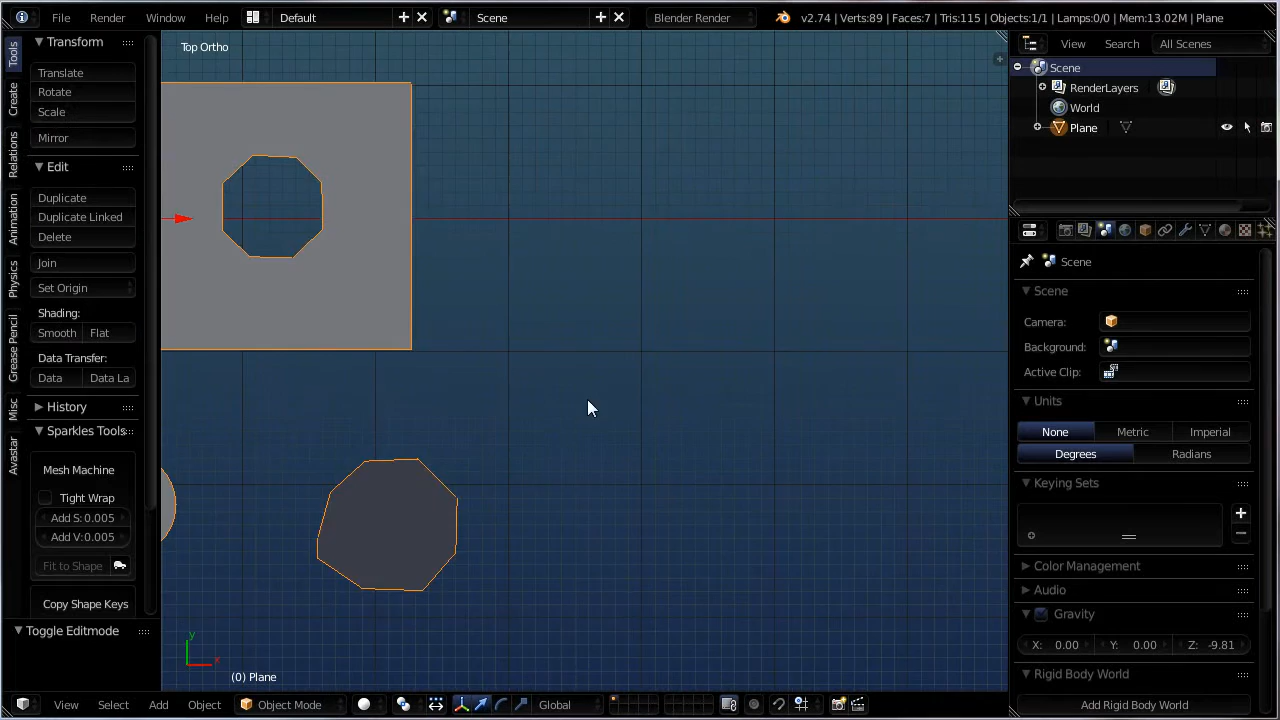 File Render Window Help Default Scene Blender Render v2.74 | Verts:89 | Faces:7 | Tris:115 | Objects:1/1 | Lamps:0/0 | Mem:13.02M | Plane
Tools
Create
Relations
Animation
Physics
Grease Pencil
Misc
Avastar
Transform
Translate
Rotate
Scale
Mirror
Edit
Duplicate
Duplicate Linked
Delete
Join
Set Origin
Shading:
Smooth Flat
Data Transfer:
Data Data La
History
Sparkles Tools
Mesh Machine
Tight Wrap
Add S: 0.005
Add V: 0.005
Fit to Shape
Copy Shape Keys
Toggle Editmode
Top Ortho
y
x
(0) Plane
View Select Add Object Object Mode Global
View Search All Scenes
Scene
RenderLayers
World
Plane
Scene
Scene
Camera:
Background:
Active Clip:
Units
None Metric Imperial
Degrees Radians
Keying Sets
Color Management
Audio
Gravity
X: 0.00 Y: 0.00 Z: -9.81
Rigid Body World
Add Rigid Body World